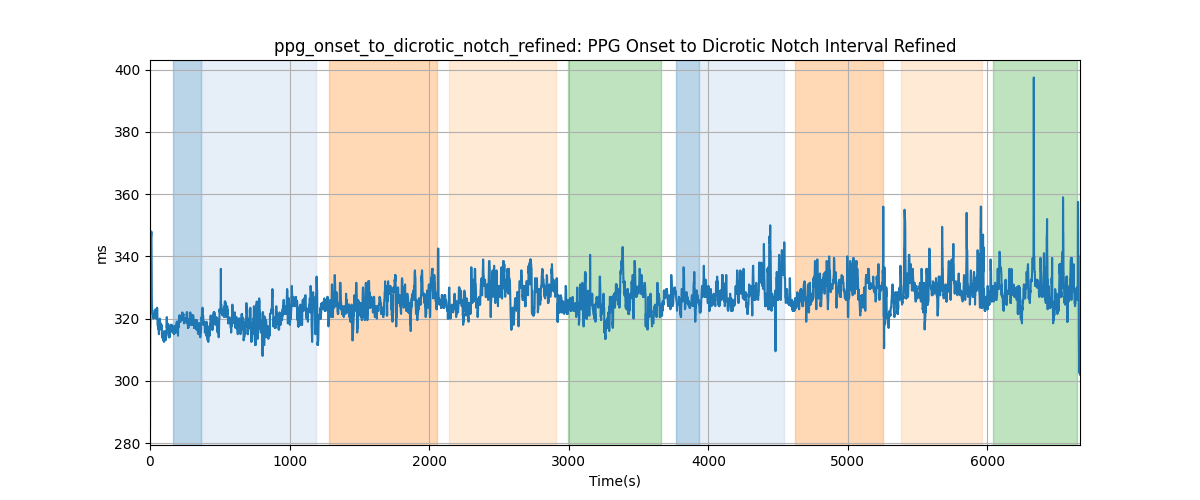 ppg_onset_to_dicrotic_notch_refined: PPG Onset to Dicrotic Notch Interval Refined
400
380
360
340
320
300
280
ms
0 1000 2000 3000 4000 5000 6000
Time(s)